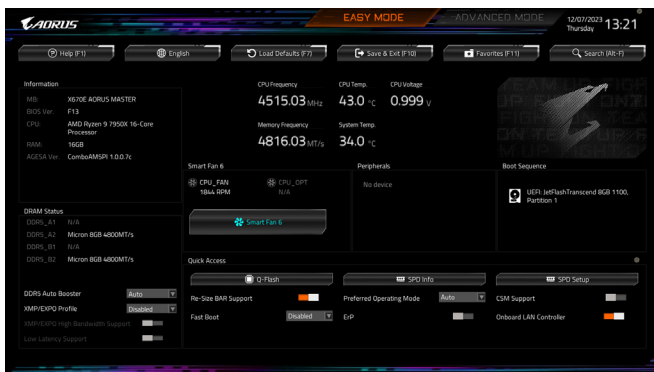 AORUS
EASY MODE
ADVANCED MODE
12/07/2023
Thursday
13:21
Help (F1)
English
Load Defaults (F7)
Save & Exit (F10)
Favorites (F11)
Search (Alt-F)
Information
MB: X670E AORUS MASTER
BIOS Ver. F13
CPU: AMD Ryzen 9 7950X 16-Core
Processor
RAM: 16GB
AGESA Ver. ComboAM5PI 1.0.0.7c
CPU Frequency
4515.03 MHz
CPU Temp.
43.0 °C
CPU Voltage
0.999 V
Memory Frequency
4816.03 MT/s
System Temp.
34.0 °C
Smart Fan 6
CPU_FAN
1844 RPM
CPU_OPT
N/A
Smart Fan 6
Peripherals
No device
Boot Sequence
UEFI: JetFlashTranscend 8GB 1100,
Partition 1
DRAM Status
DDR5_A1 N/A
DDR5_A2 Micron 8GB 4800MT/s
DDR5_B1 N/A
DDR5_B2 Micron 8GB 4800MT/s
DDR5 Auto
Booster
Auto
XMP/EXPO
Profile
Disabled
XMP/EXPO High Bandwidth Support
Low Latency
Support
Quick Access
Q-Flash
SPD Info
SPD Setup
Re-Size BAR Support
Preferred Operating Mode Auto
CSM Support
Fast Boot Disabled
ErP
Onboard LAN Controller